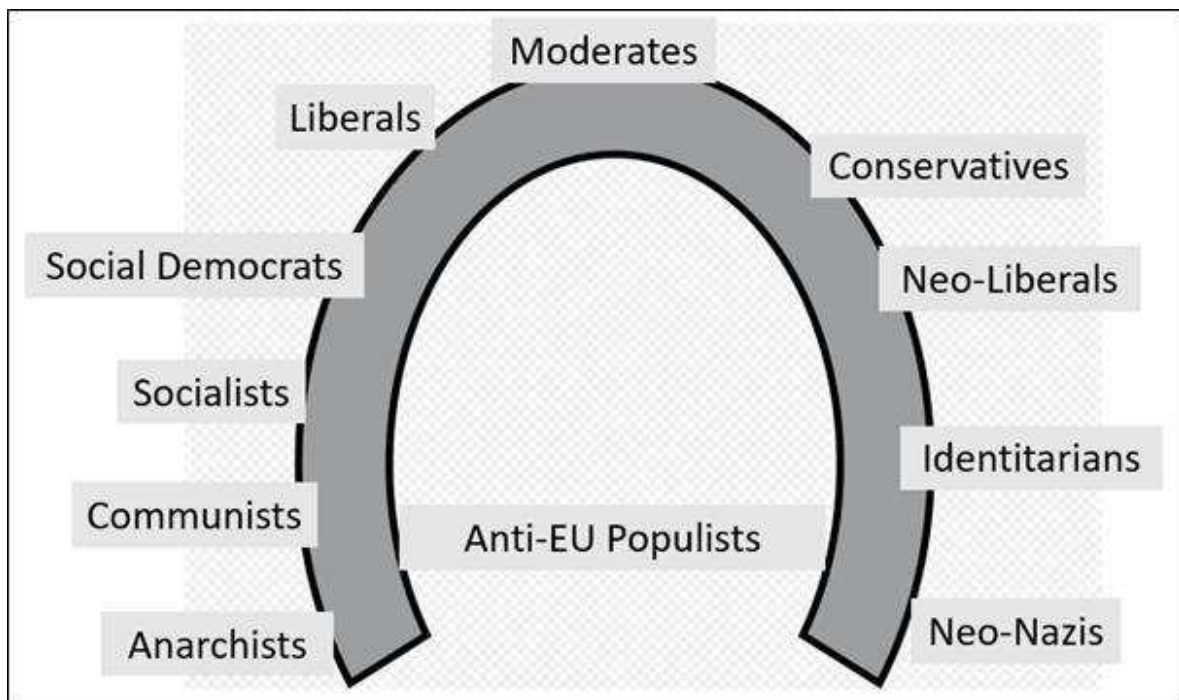 Moderates
Liberals
Conservatives
Social Democrats
Neo-Liberals
Socialists
Identitarians
Communists
Anti-EU Populists
Anarchists
Neo-Nazis